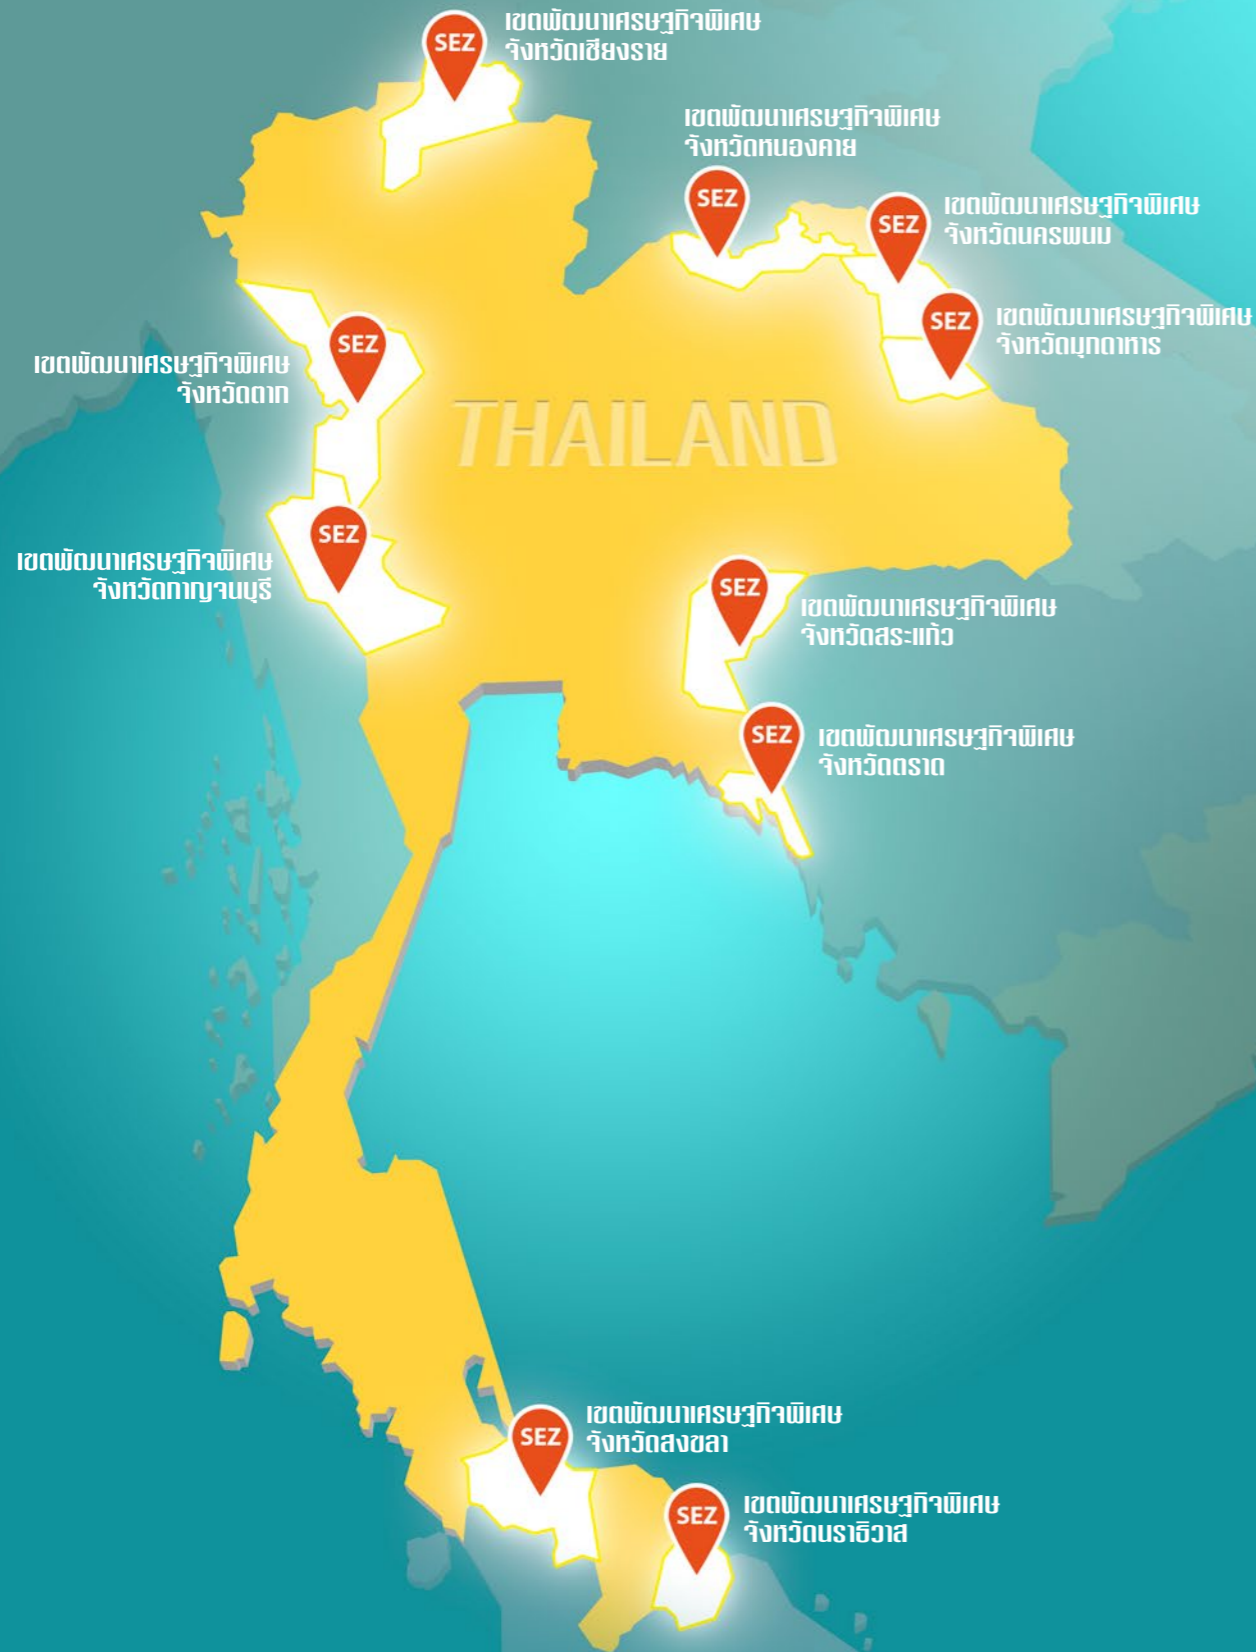 SEZ
เขตพัฒนาเศรษฐกิจพิเศษ
จังหวัดเชียงราย
SEZ
เขตพัฒนาเศรษฐกิจพิเศษ
จังหวัดหนองคาย
SEZ
เขตพัฒนาเศรษฐกิจพิเศษ
จังหวัดนครพนม
SEZ
เขตพัฒนาเศรษฐกิจพิเศษ
จังหวัดมุกดาหาร
SEZ
เขตพัฒนาเศรษฐกิจพิเศษ
จังหวัดตาก
THAILAND
SEZ
เขตพัฒนาเศรษฐกิจพิเศษ
จังหวัดกาญจนบุรี
SEZ
เขตพัฒนาเศรษฐกิจพิเศษ
จังหวัดสระแก้ว
SEZ
เขตพัฒนาเศรษฐกิจพิเศษ
จังหวัดตราด
SEZ
เขตพัฒนาเศรษฐกิจพิเศษ
จังหวัดสงขลา
SEZ
เขตพัฒนาเศรษฐกิจพิเศษ
จังหวัดนราธิวาส